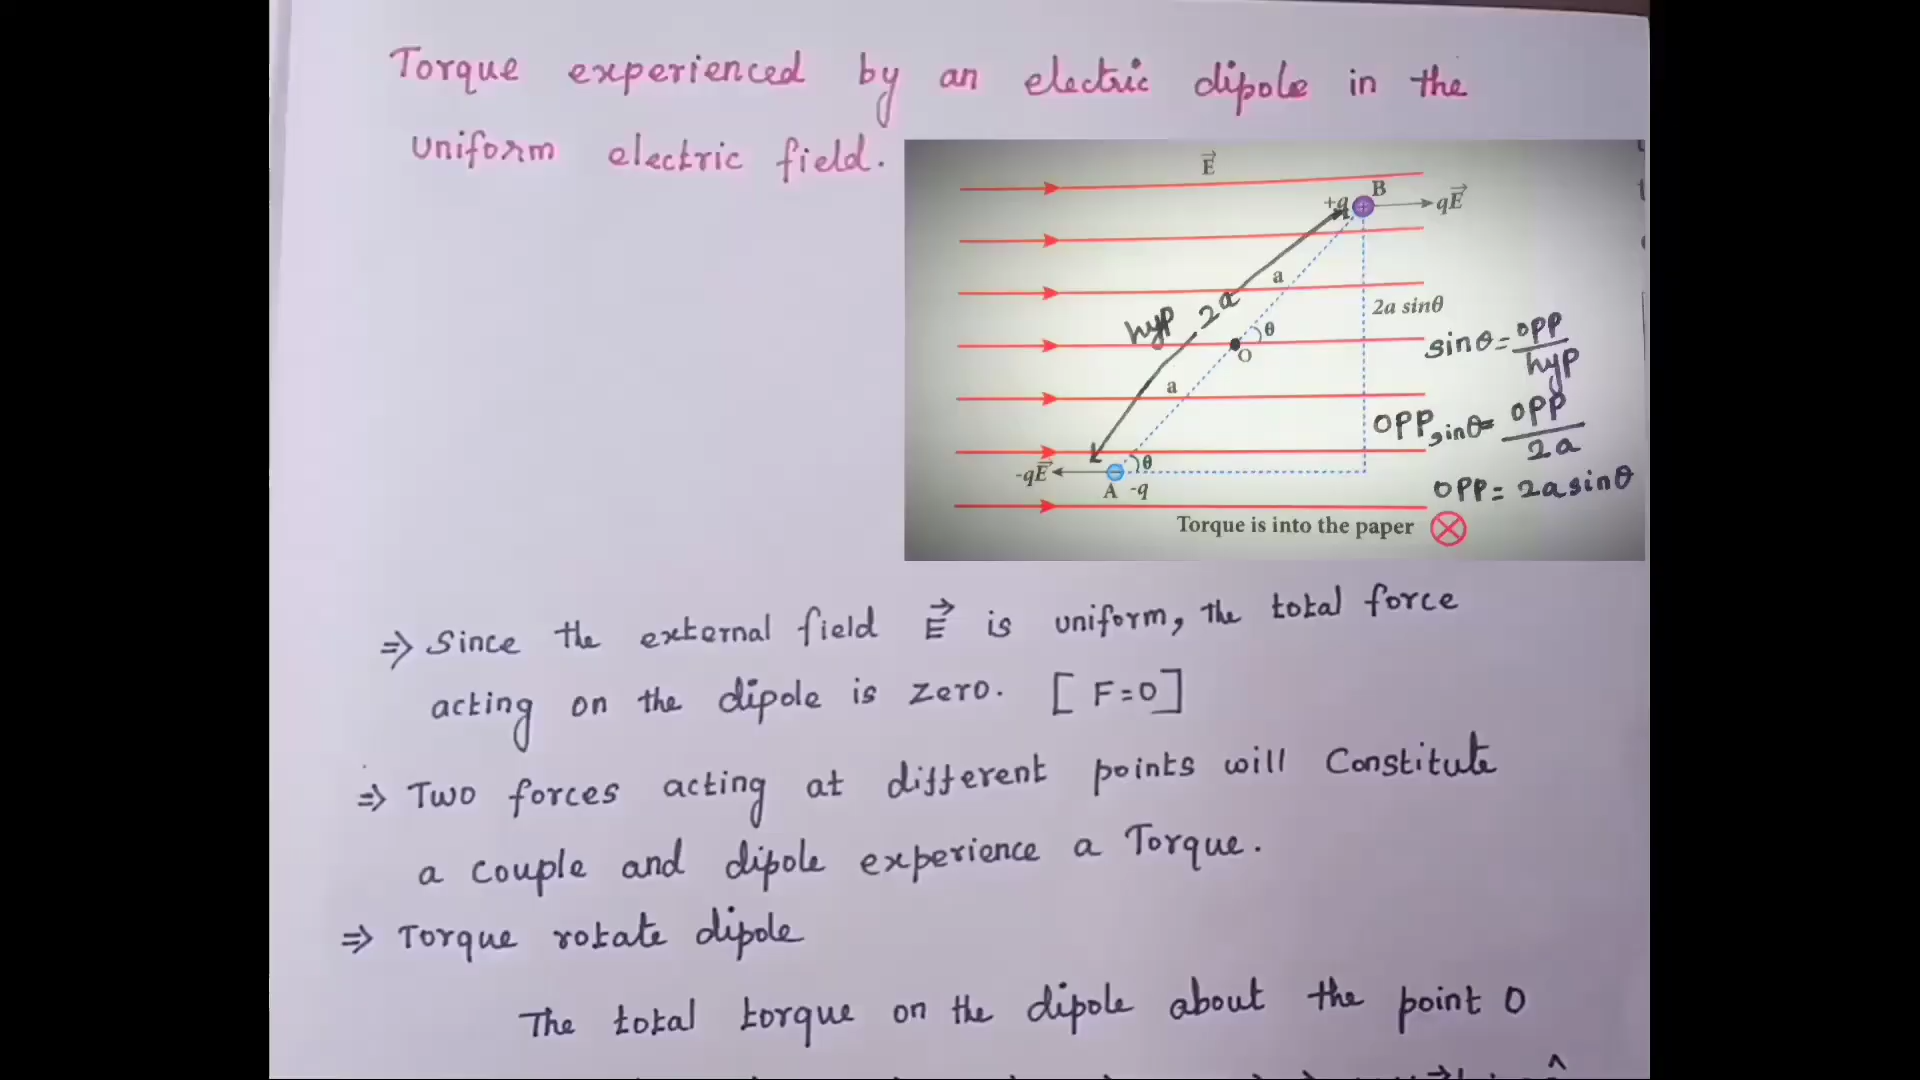 Torque experienced by an electric dipole in the
uniform electric field.
E⃗
B
+q
qE⃗
a
hyp 2a
2a sinθ
θ
O
sinθ = opp/hyp
a
opp sinθ = opp/2a
θ
-qE⃗
A -q
opp = 2a sinθ
Torque is into the paper
⇒ Since the external field E⃗ is uniform, the total force
acting on the dipole is zero. [F=0]
⇒ Two forces acting at different points will Constitute
a couple and dipole experience a Torque.
⇒ Torque rotate dipole
The total torque on the dipole about the point O